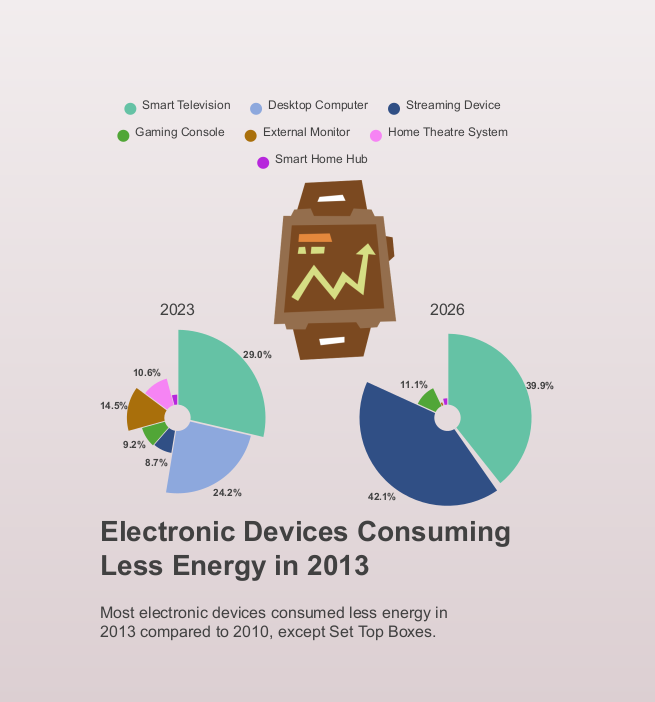 Smart Television Desktop Computer Streaming Device
Gaming Console External Monitor Home Theatre System
Smart Home Hub
2023
29.0%
10.6%
14.5%
9.2%
8.7%
24.2%
2026
11.1%
39.9%
42.1%
Electronic Devices Consuming
Less Energy in 2013
Most electronic devices consumed less energy in
2013 compared to 2010, except Set Top Boxes.